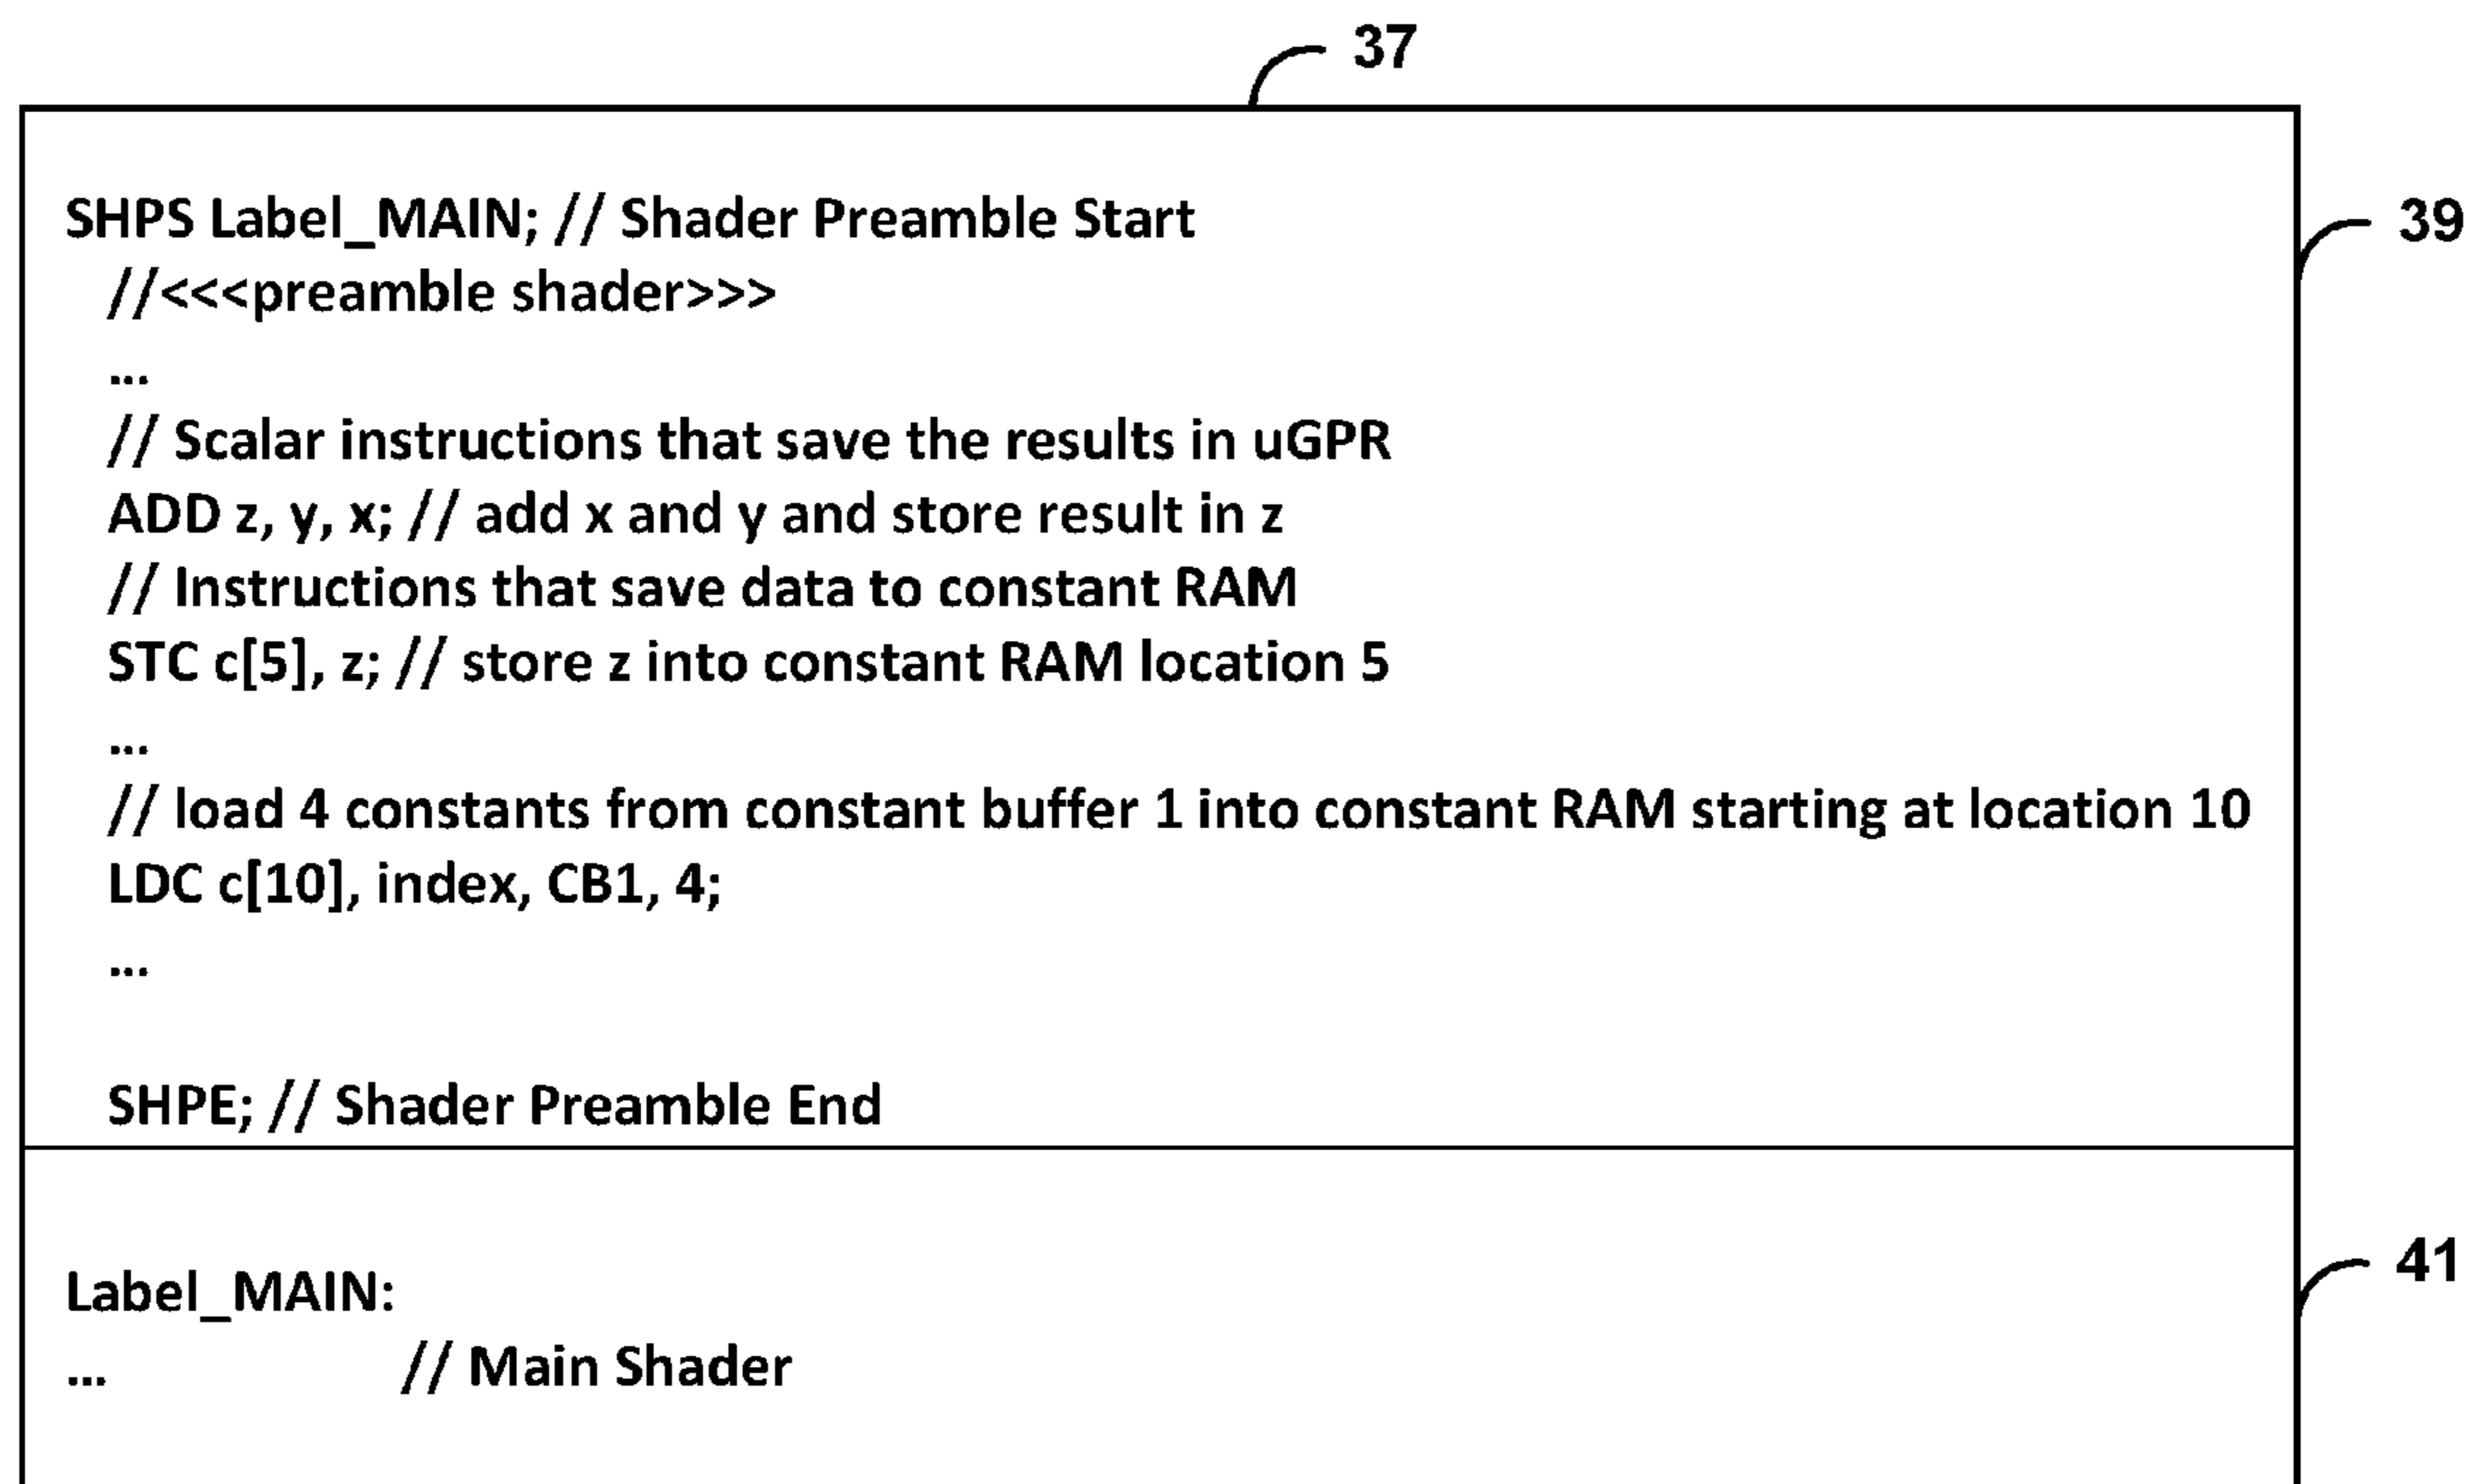 37
SHPS Label_MAIN; // Shader Preamble Start
39
//<<<preamble shader>>>
...
// Scalar instructions that save the results in uGPR
ADD z, y, x; // add x and y and store result in z
// Instructions that save data to constant RAM
STC c[5], z; // store z into constant RAM location 5
...
// load 4 constants from constant buffer 1 into constant RAM starting at location 10
LDC c[10], index, CB1, 4;
...
SHPE; // Shader Preamble End
41
Label_MAIN:
... // Main Shader